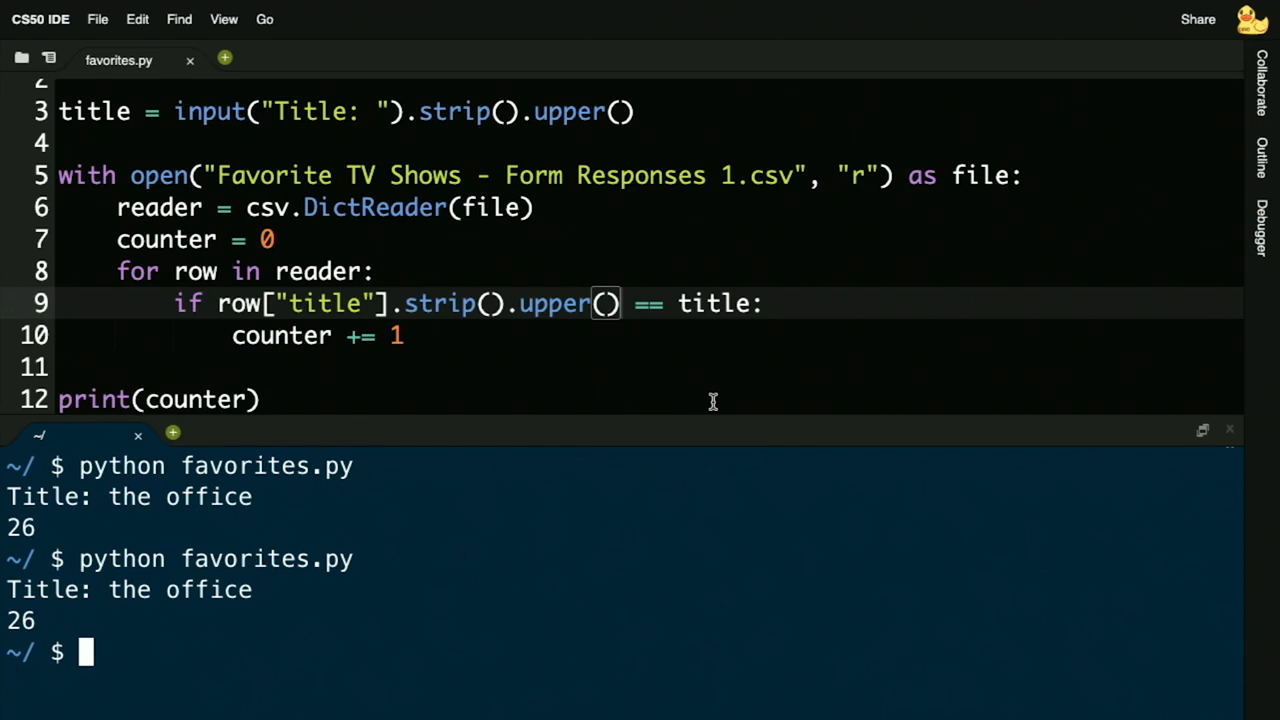 CS50 IDE File Edit Find View Go Share
favorites.py
Collaborate
Outline
Debugger
2
3 title = input("Title: ").strip().upper()
4
5 with open("Favorite TV Shows - Form Responses 1.csv", "r") as file:
6 reader = csv.DictReader(file)
7 counter = 0
8 for row in reader:
9 if row["title"].strip().upper() == title:
10 counter += 1
11
12 print(counter)
~/
~/ $ python favorites.py
Title: the office
26
~/ $ python favorites.py
Title: the office
26
~/ $